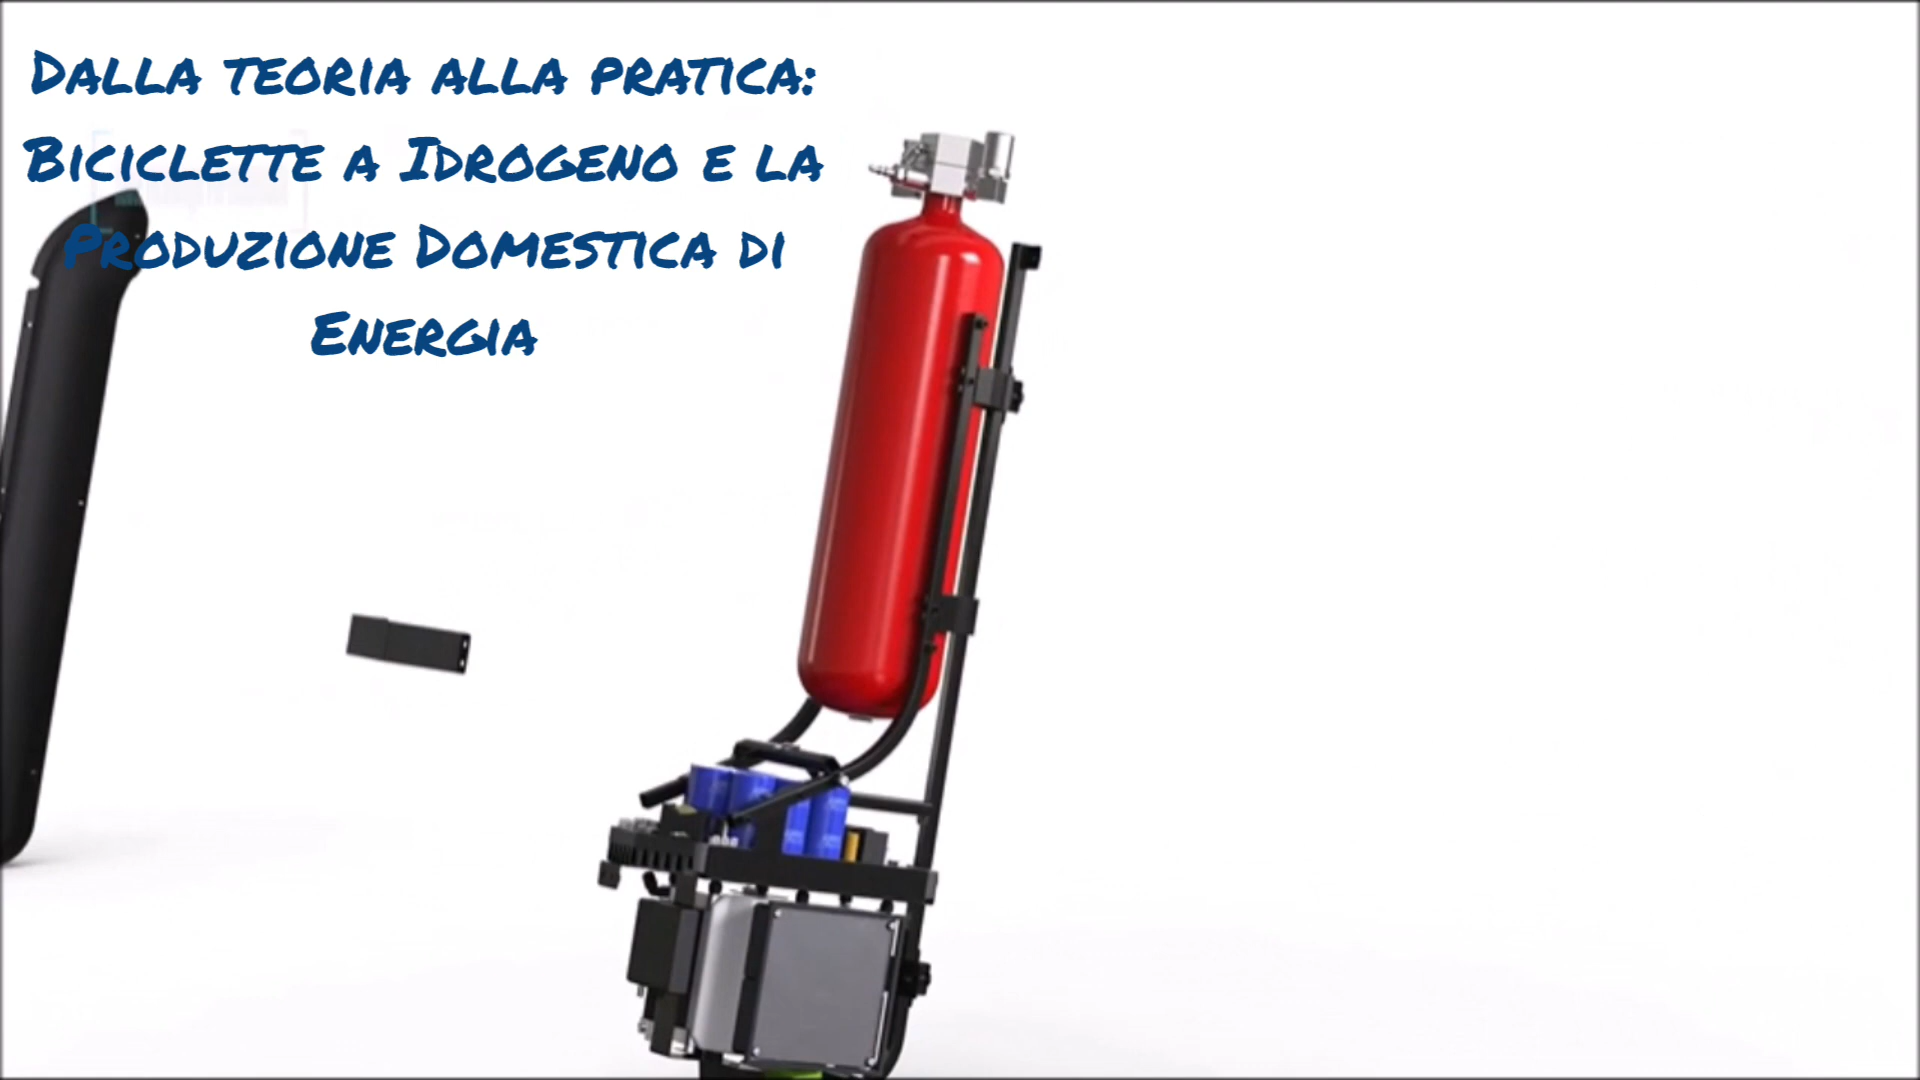 Dalla teoria alla pratica:
Biciclette a Idrogeno e la
Produzione Domestica di
Energia